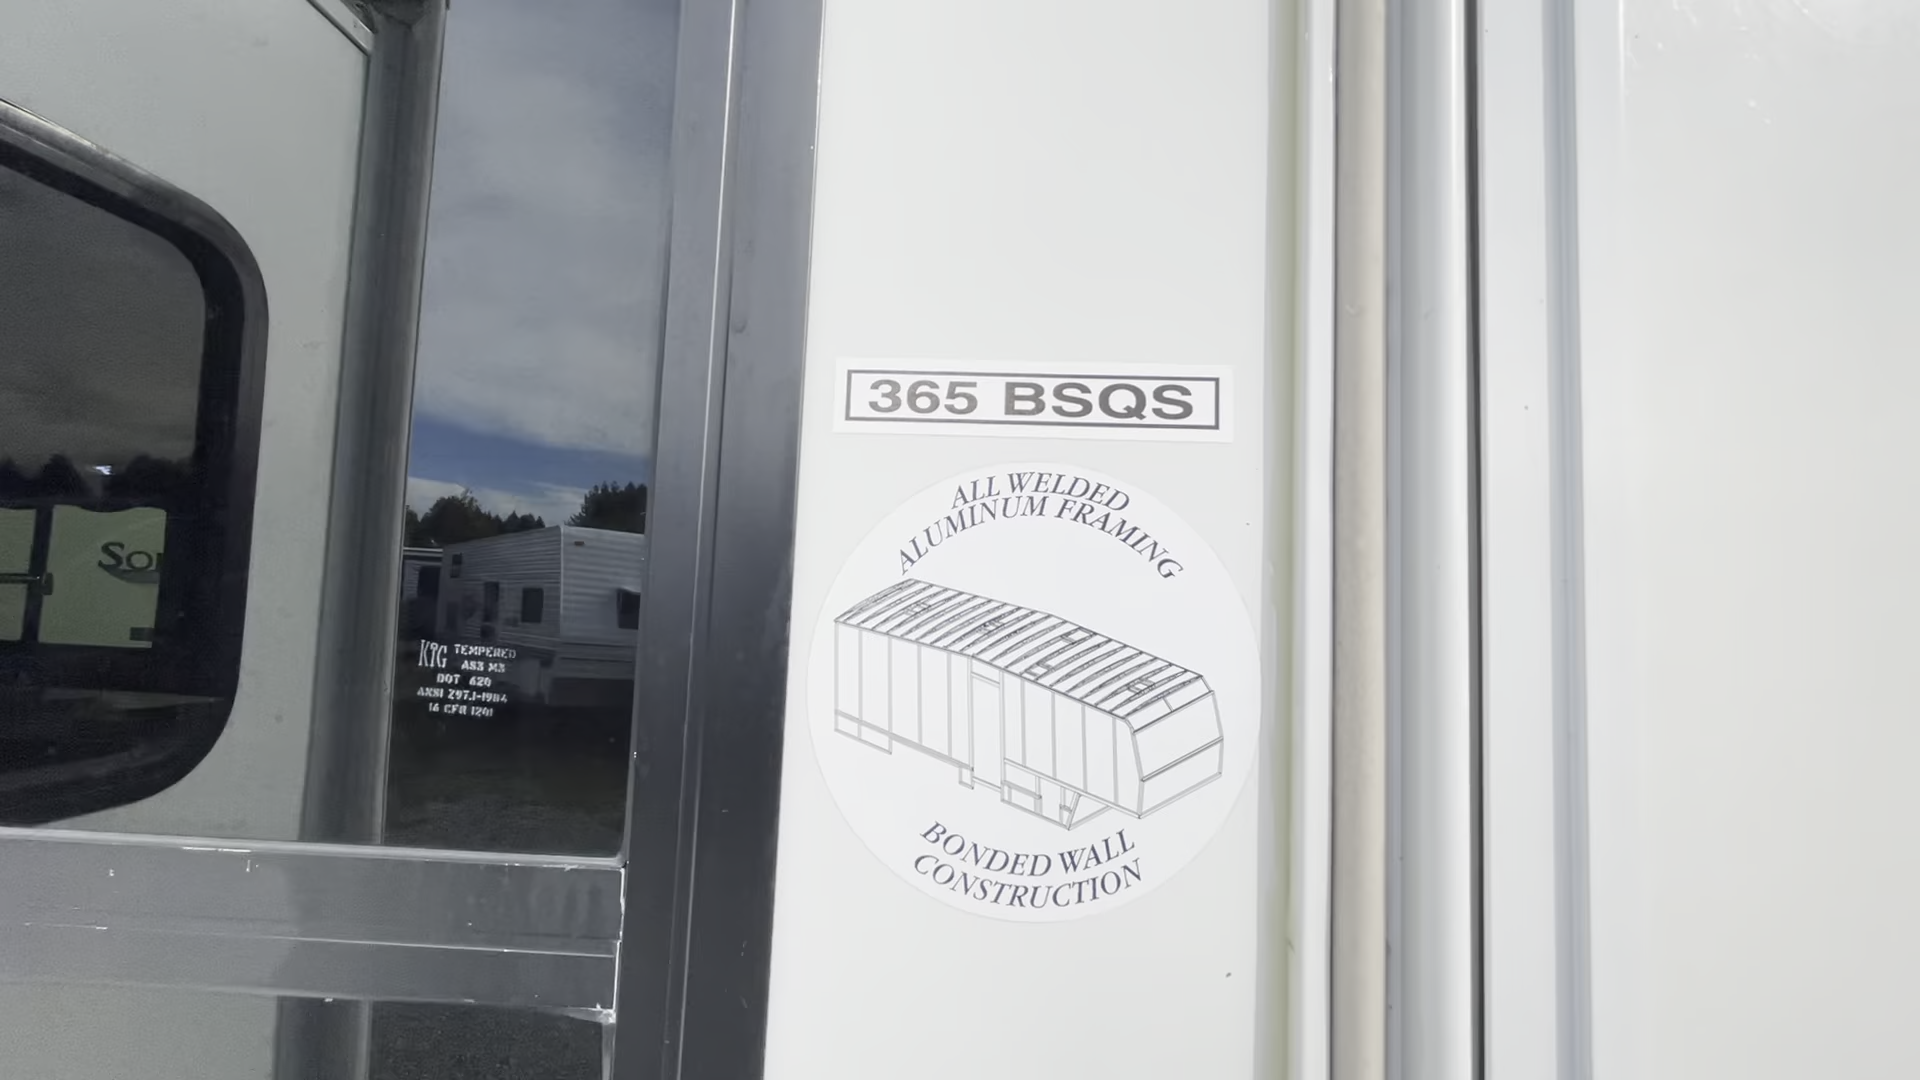 365 BSQS
ALL WELDED
ALUMINUM FRAMING
BONDED WALL
CONSTRUCTION
KIG TEMPERED
AS3 M3
DOT 620
ANSI Z97.1-1984
16 CFR 1201